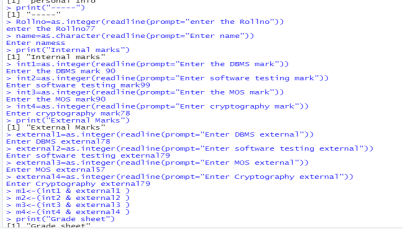 [1] "personal info"
> print("-----")
[1] "-----"
> Rollno=as.integer(readline(prompt="enter the Rollno"))
enter the Rollno77
> name=as.character(readline(prompt="Enter name"))
Enter namess
> print("Internal marks")
[1] "Internal marks"
> int1=as.integer(readline(prompt="Enter the DBMS mark"))
Enter the DBMS mark 90
> int2=as.integer(readline(prompt="Enter software testing mark"))
Enter software testing mark99
> int3=as.integer(readline(prompt="Enter the MOS mark"))
Enter the MOS mark90
> int4=as.integer(readline(prompt="Enter cryptography mark"))
Enter cryptography mark78
> print("External Marks")
[1] "External Marks"
> external1=as.integer(readline(prompt="Enter DBMS external"))
Enter DBMS external78
> external2=as.integer(readline(prompt="Enter software testing external"))
Enter software testing external79
> external3=as.integer(readline(prompt="Enter MOS external"))
Enter MOS external57
> external4=as.integer(readline(prompt="Enter Cryptography external"))
Enter Cryptography external79
> m1<-(int1 & external1 )
> m2<-(int2 & external2 )
> m3<-(int3 & external3 )
> m4<-(int4 & external4 )
> print("Grade sheet")
[1] "Grade sheet"